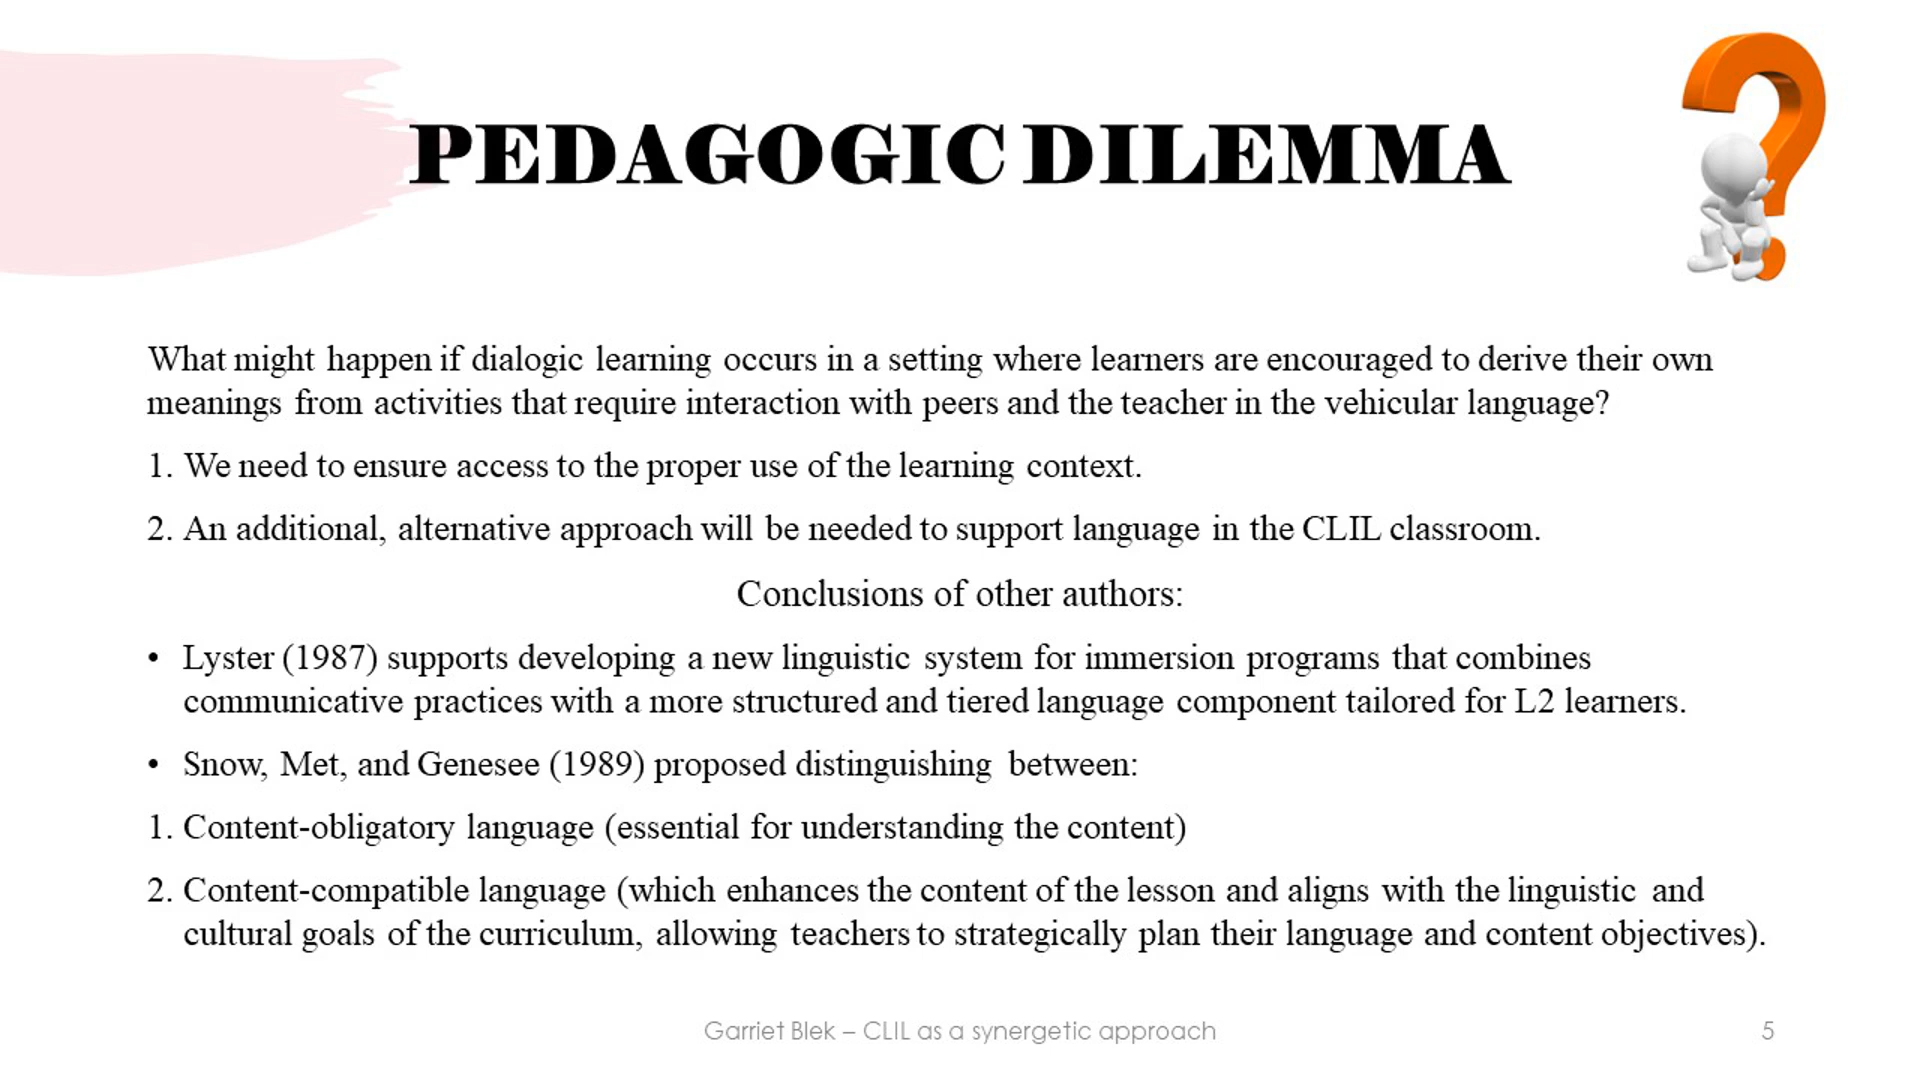 PEDAGOGIC DILEMMA
What might happen if dialogic learning occurs in a setting where learners are encouraged to derive their own
meanings from activities that require interaction with peers and the teacher in the vehicular language?
1. We need to ensure access to the proper use of the learning context.
2. An additional, alternative approach will be needed to support language in the CLIL classroom.
Conclusions of other authors:
• Lyster (1987) supports developing a new linguistic system for immersion programs that combines
communicative practices with a more structured and tiered language component tailored for L2 learners.
• Snow, Met, and Genesee (1989) proposed distinguishing between:
1. Content-obligatory language (essential for understanding the content)
2. Content-compatible language (which enhances the content of the lesson and aligns with the linguistic and
cultural goals of the curriculum, allowing teachers to strategically plan their language and content objectives).
Garriet Blek – CLIL as a synergetic approach
5